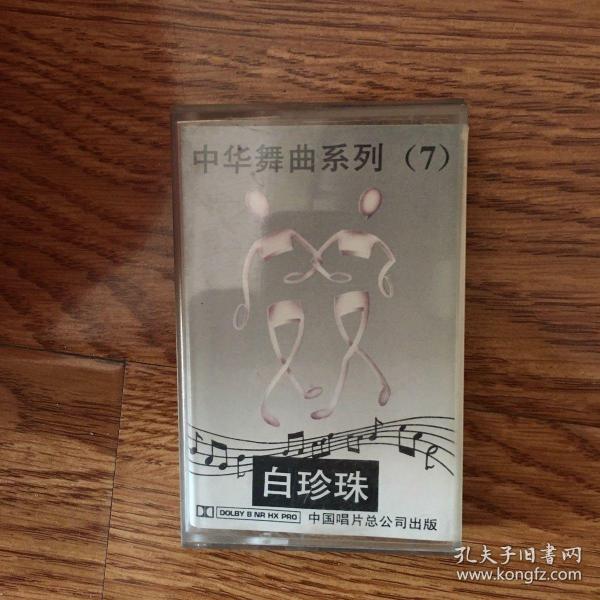 中华舞曲系列（7）
白珍珠
DOLBY B NR HX PRO 中国唱片总公司出版
孔夫子旧書网
www.kongfz.com